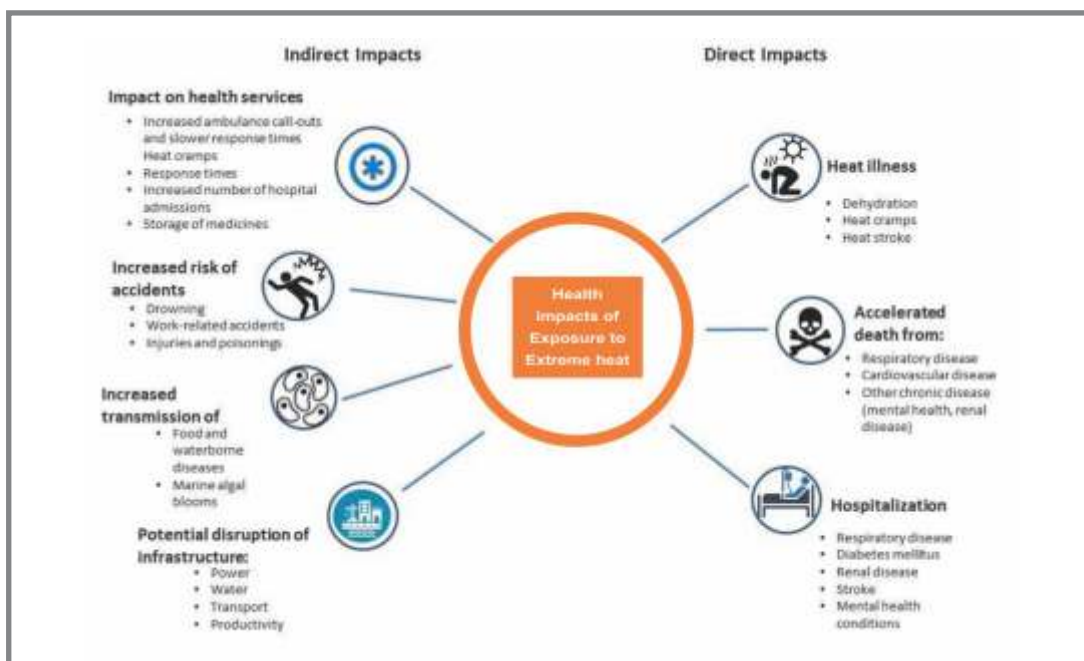 Indirect Impacts
Direct Impacts
Impact on health services
• Increased ambulance call-outs
and slower response times
Heat cramps
• Response times
• Increased number of hospital
admissions
• Storage of medicines
Increased risk of
accidents
• Drowning
• Work-related accidents
• Injuries and poisonings
Increased
transmission of
• Food and
waterborne
diseases
• Marine algal
blooms
Potential disruption of
infrastructure:
• Power
• Water
• Transport
• Productivity
Health
Impacts of
Exposure to
Extreme heat
Heat illness
• Dehydration
• Heat cramps
• Heat stroke
Accelerated
death from:
• Respiratory disease
• Cardiovascular disease
• Other chronic disease
(mental health, renal
disease)
Hospitalization
• Respiratory disease
• Diabetes mellitus
• Renal disease
• Stroke
• Mental health
conditions